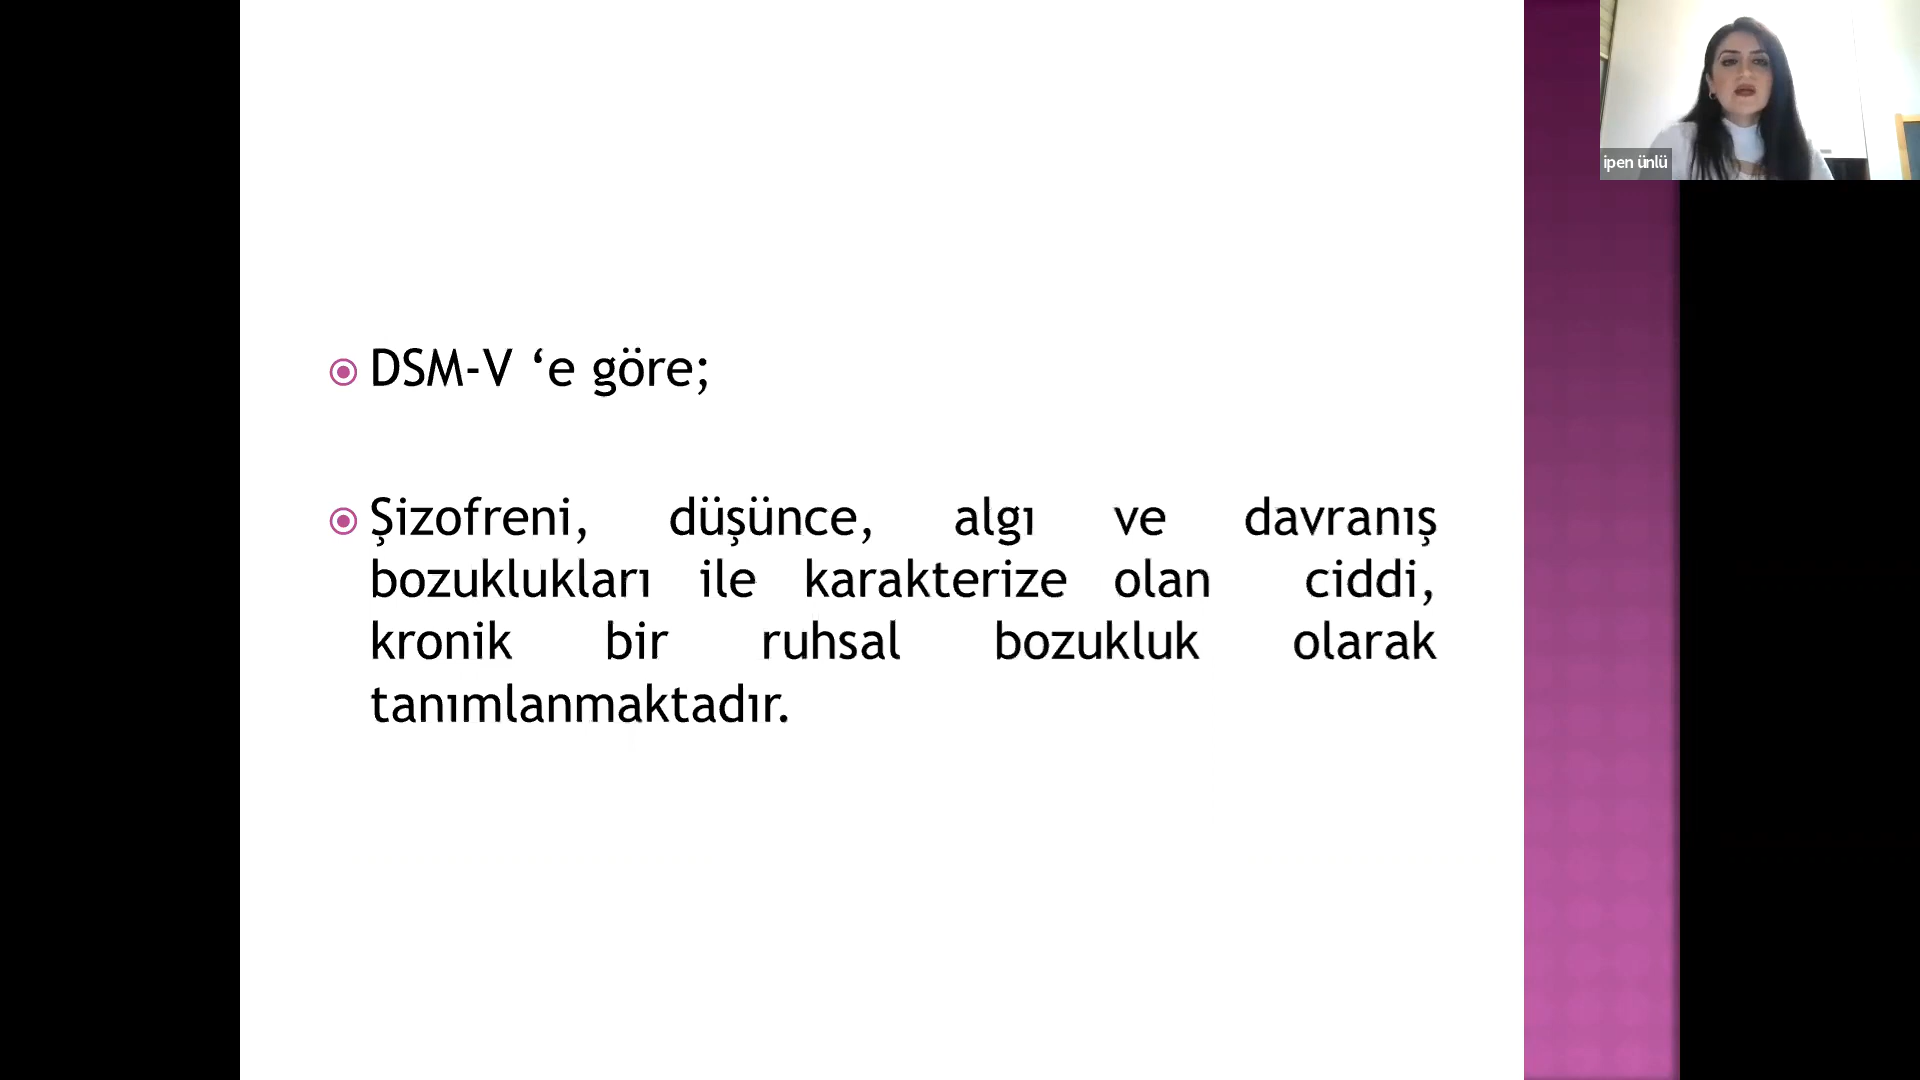 ipen ünlü
DSM-V ‘e göre;
Şizofreni, düşünce, algı ve davranış
bozuklukları ile karakterize olan ciddi,
kronik bir ruhsal bozukluk olarak
tanımlanmaktadır.